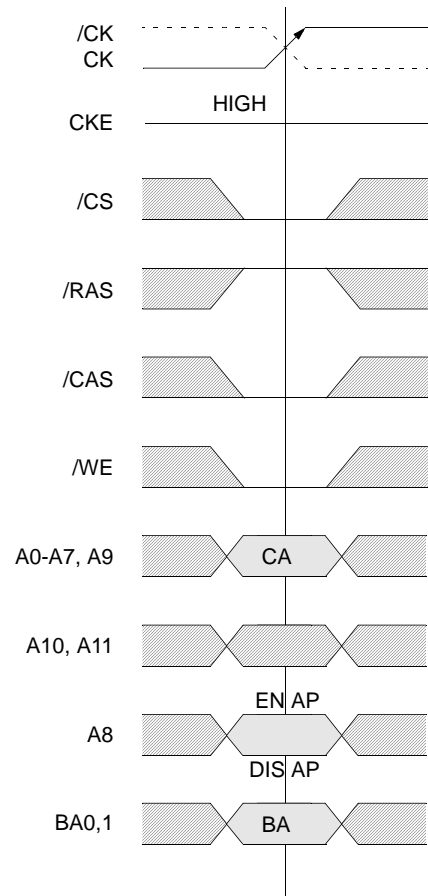 /CK
CK
HIGH
CKE
/CS
/RAS
/CAS
/WE
A0-A7, A9 CA
A10, A11
EN AP
A8
DIS AP
BA0,1 BA